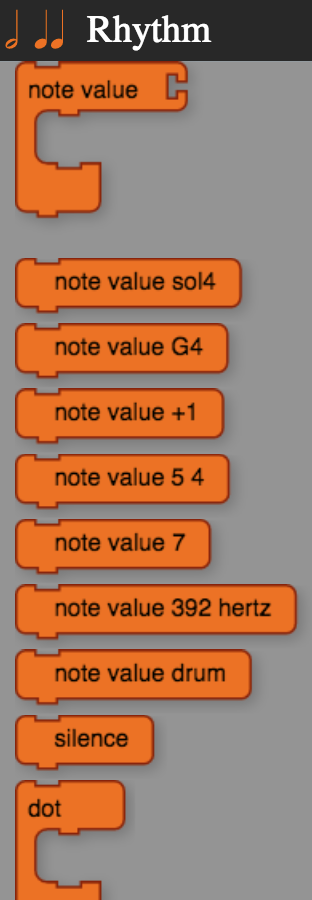 Rhythm
note value
note value sol4
note value G4
note value +1
note value 5 4
note value 7
note value 392 hertz
note value drum
silence
dot